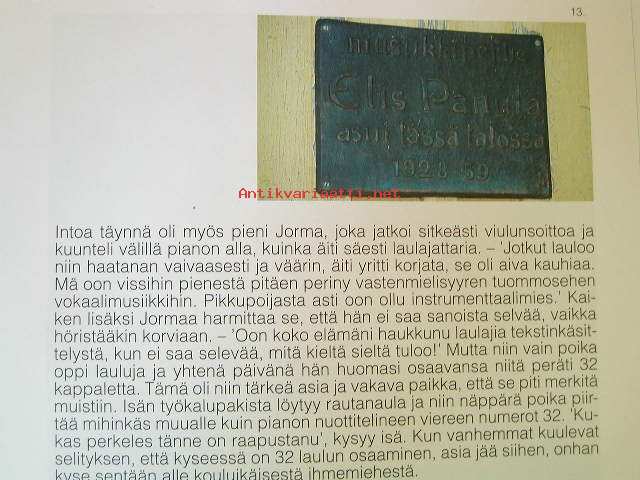 13.
musiikkineuvos
Elis Panula
asui tässä talossa
1928-59
Antikvariaatti.net
Intoa täynnä oli myös pieni Jorma, joka jatkoi sitkeästi viulunsoittoa ja
kuunteli välillä pianon alla, kuinka äiti säesti laulajattaria. – 'Jotkut lauloo
niin haatanan vaivaasesti ja väärin, äiti yritti korjata, se oli aiva kauhiaa.
Mä oon vissihin pienestä pitäen periny vastenmielisyyren tuommosehen
vokaalimusiikkihin. Pikkupoijasta asti oon ollu instrumenttaalimies.' Kai-
ken lisäksi Jormaa harmittaa se, että hän ei saa sanoista selvää, vaikka
höristääkin korviaan. – 'Oon koko elämäni haukkunu laulajia tekstinkäsit-
telystä, kun ei saa selevää, mitä kieltä sieltä tuloo!' Mutta niin vain poika
oppi lauluja ja yhtenä päivänä hän huomasi osaavansa niitä peräti 32
kappaletta. Tämä oli niin tärkeä asia ja vakava paikka, että se piti merkitä
muistiin. Isän työkalupakista löytyy rautanaula ja niin näppärä poika piir-
tää mihinkäs muualle kuin pianon nuottitelineen viereen numerot 32. 'Ku-
kas perkeles tänne on raapustanu', kysyy isä. Kun vanhemmat kuulevat
selityksen, että kyseessä on 32 laulun osaaminen, asia jää siihen, onhan
kyse sentään alle kouluikäisestä ihmemiehestä.